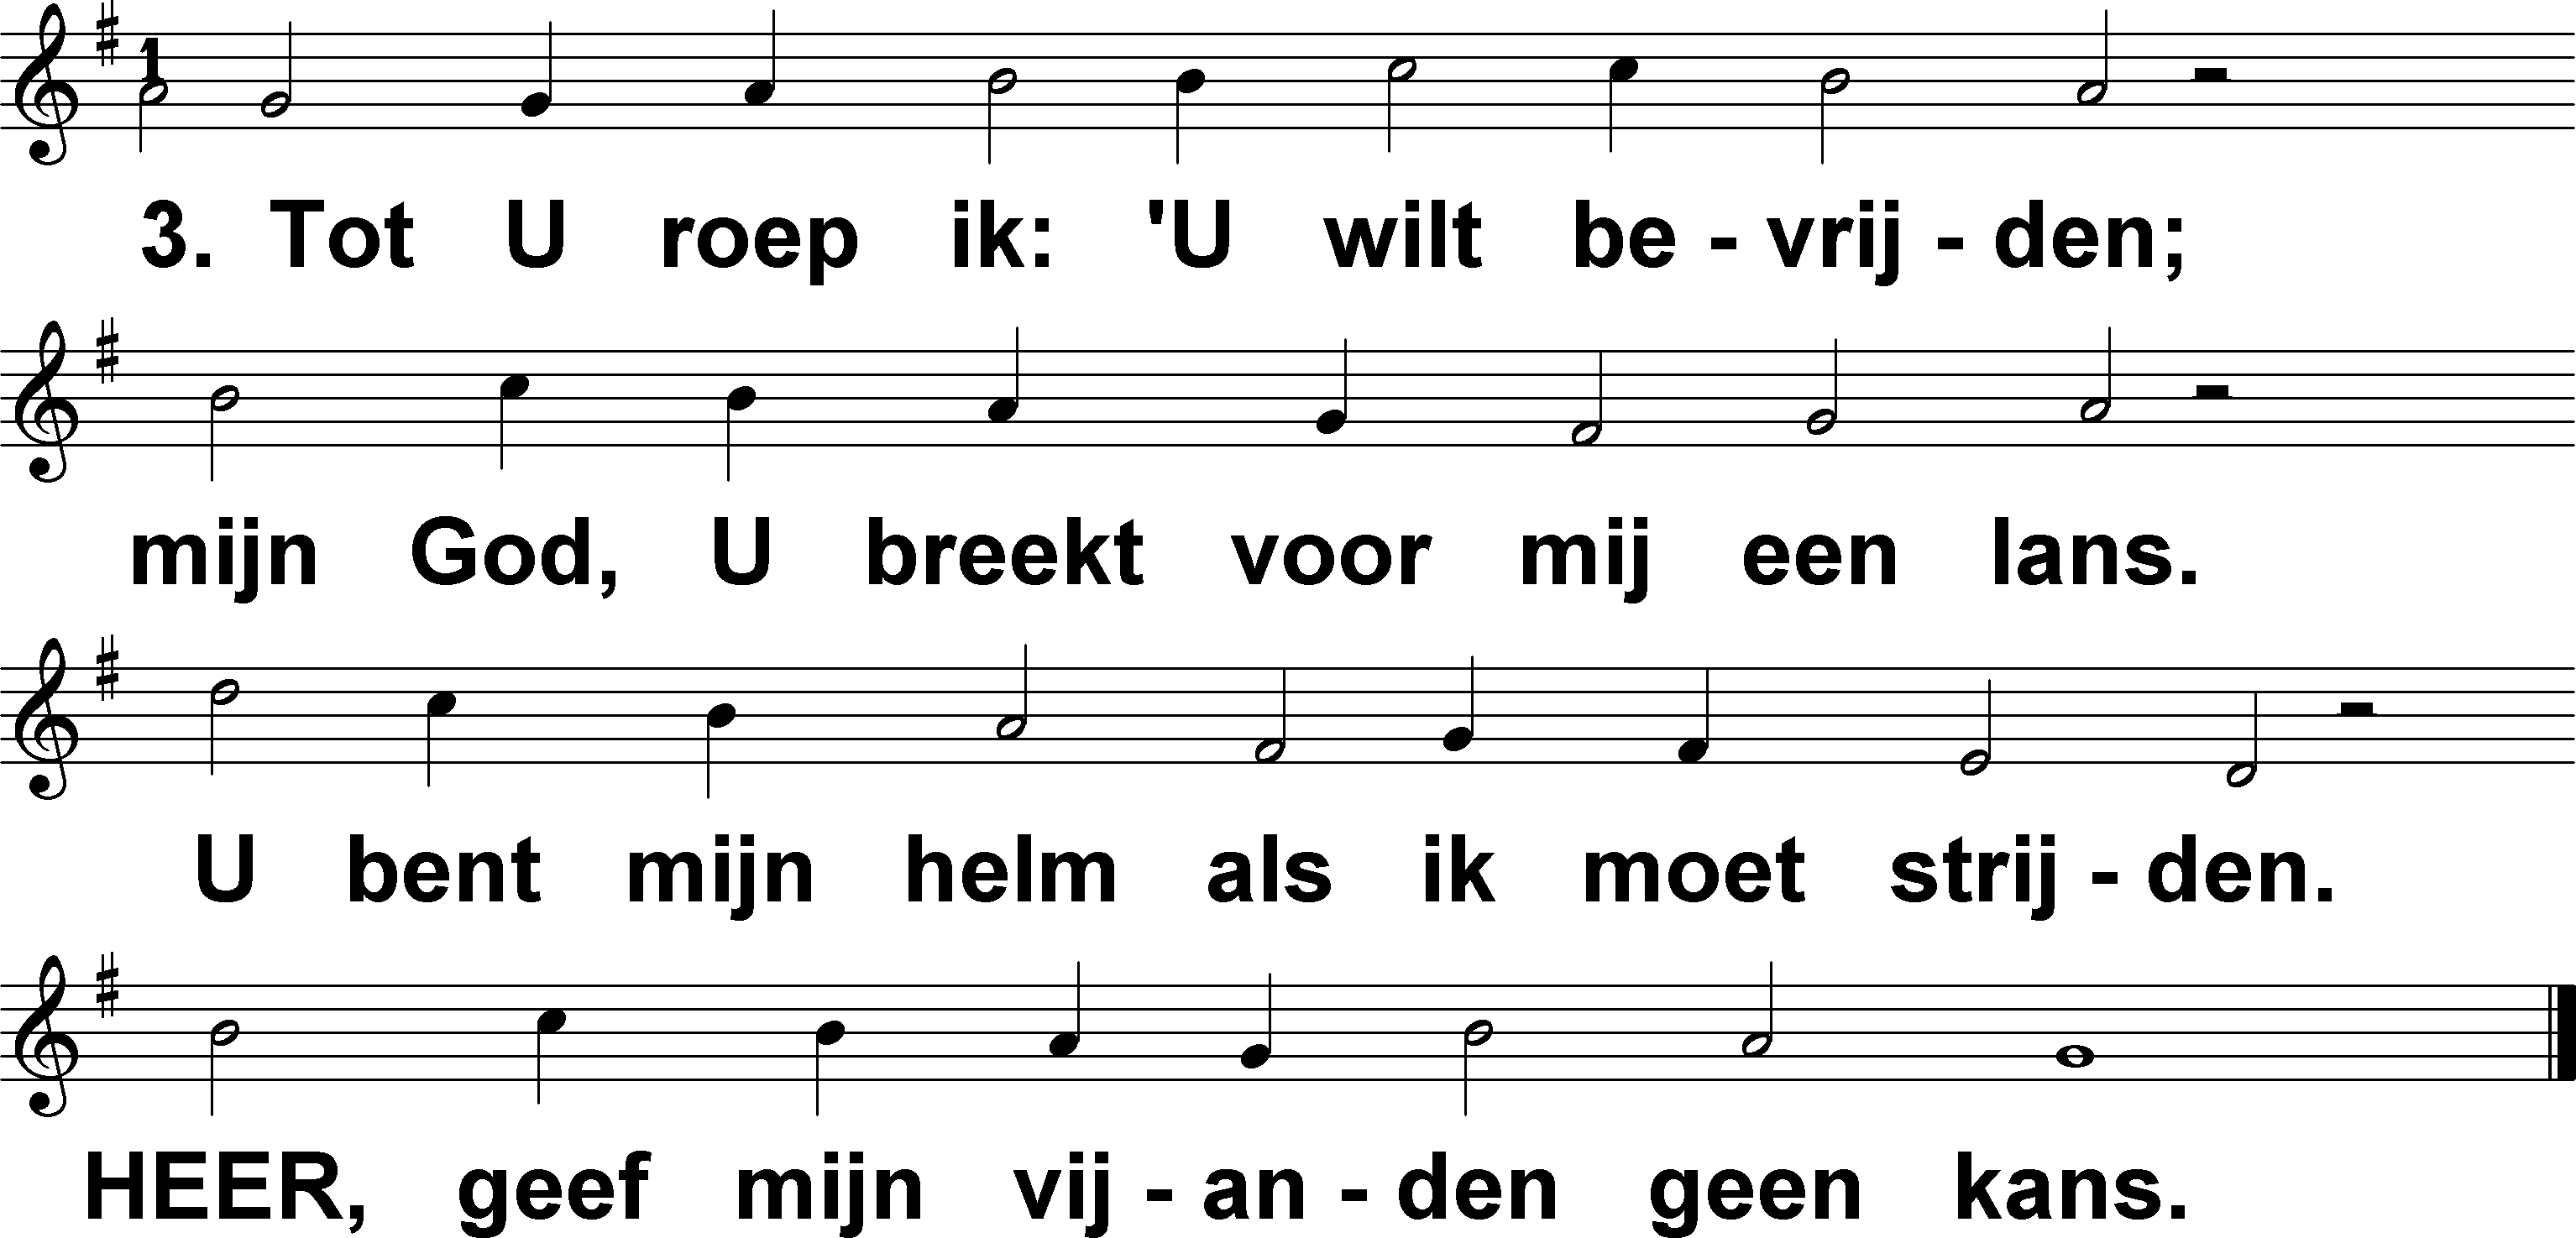 1
3. Tot U roep ik: 'U wilt be - vrij - den;
mijn God, U breekt voor mij een lans.
U bent mijn helm als ik moet strij - den.
HEER, geef mijn vij - an - den geen kans.